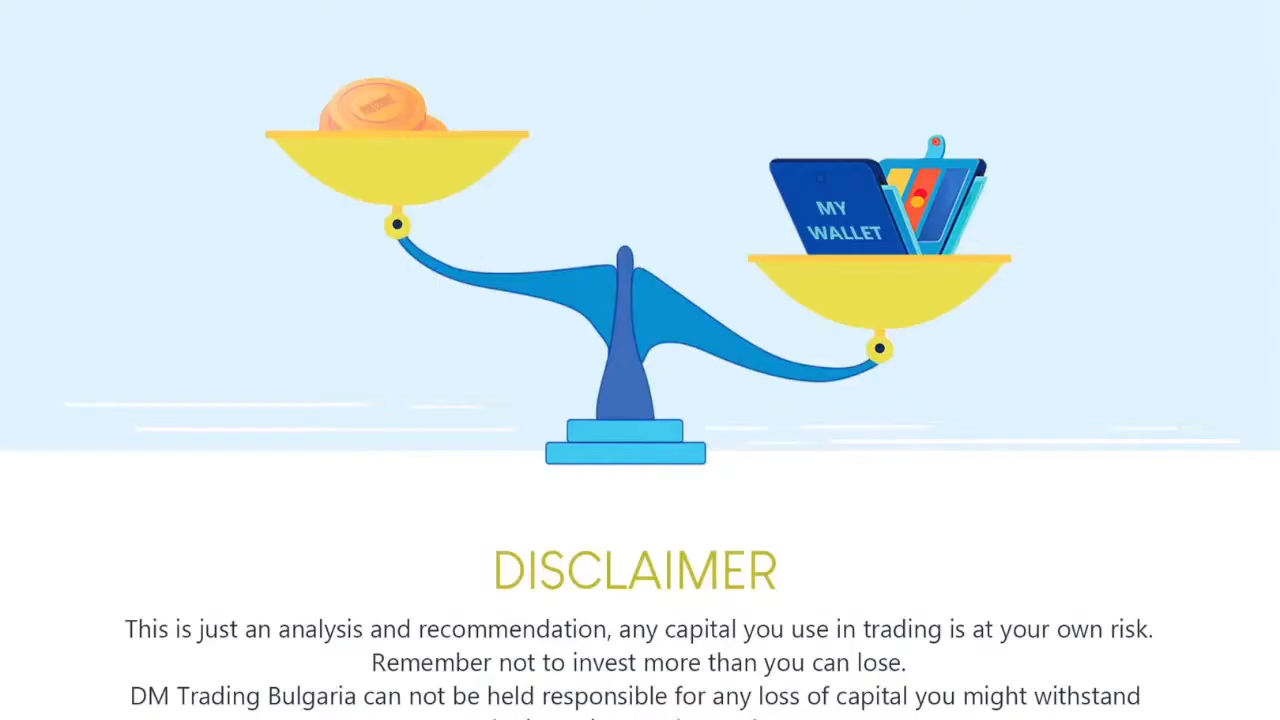 MY
WALLET
DISCLAIMER
This is just an analysis and recommendation, any capital you use in trading is at your own risk.
Remember not to invest more than you can lose.
DM Trading Bulgaria can not be held responsible for any loss of capital you might withstand